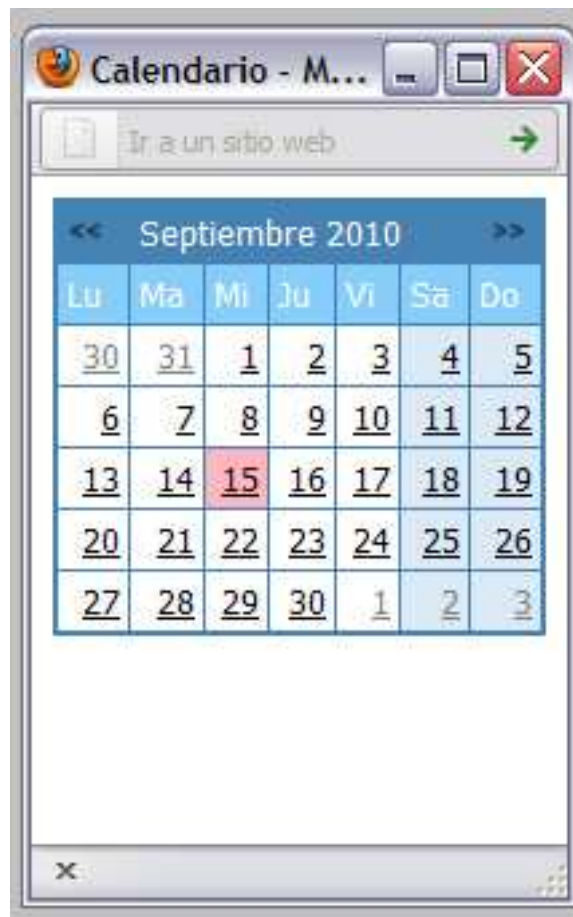 Calendario - M...
Ir a un sitio web
<< Septiembre 2010 >>
Lu Ma Mi Ju Vi Sa Do
30 31 1 2 3 4 5
6 7 8 9 10 11 12
13 14 15 16 17 18 19
20 21 22 23 24 25 26
27 28 29 30 1 2 3